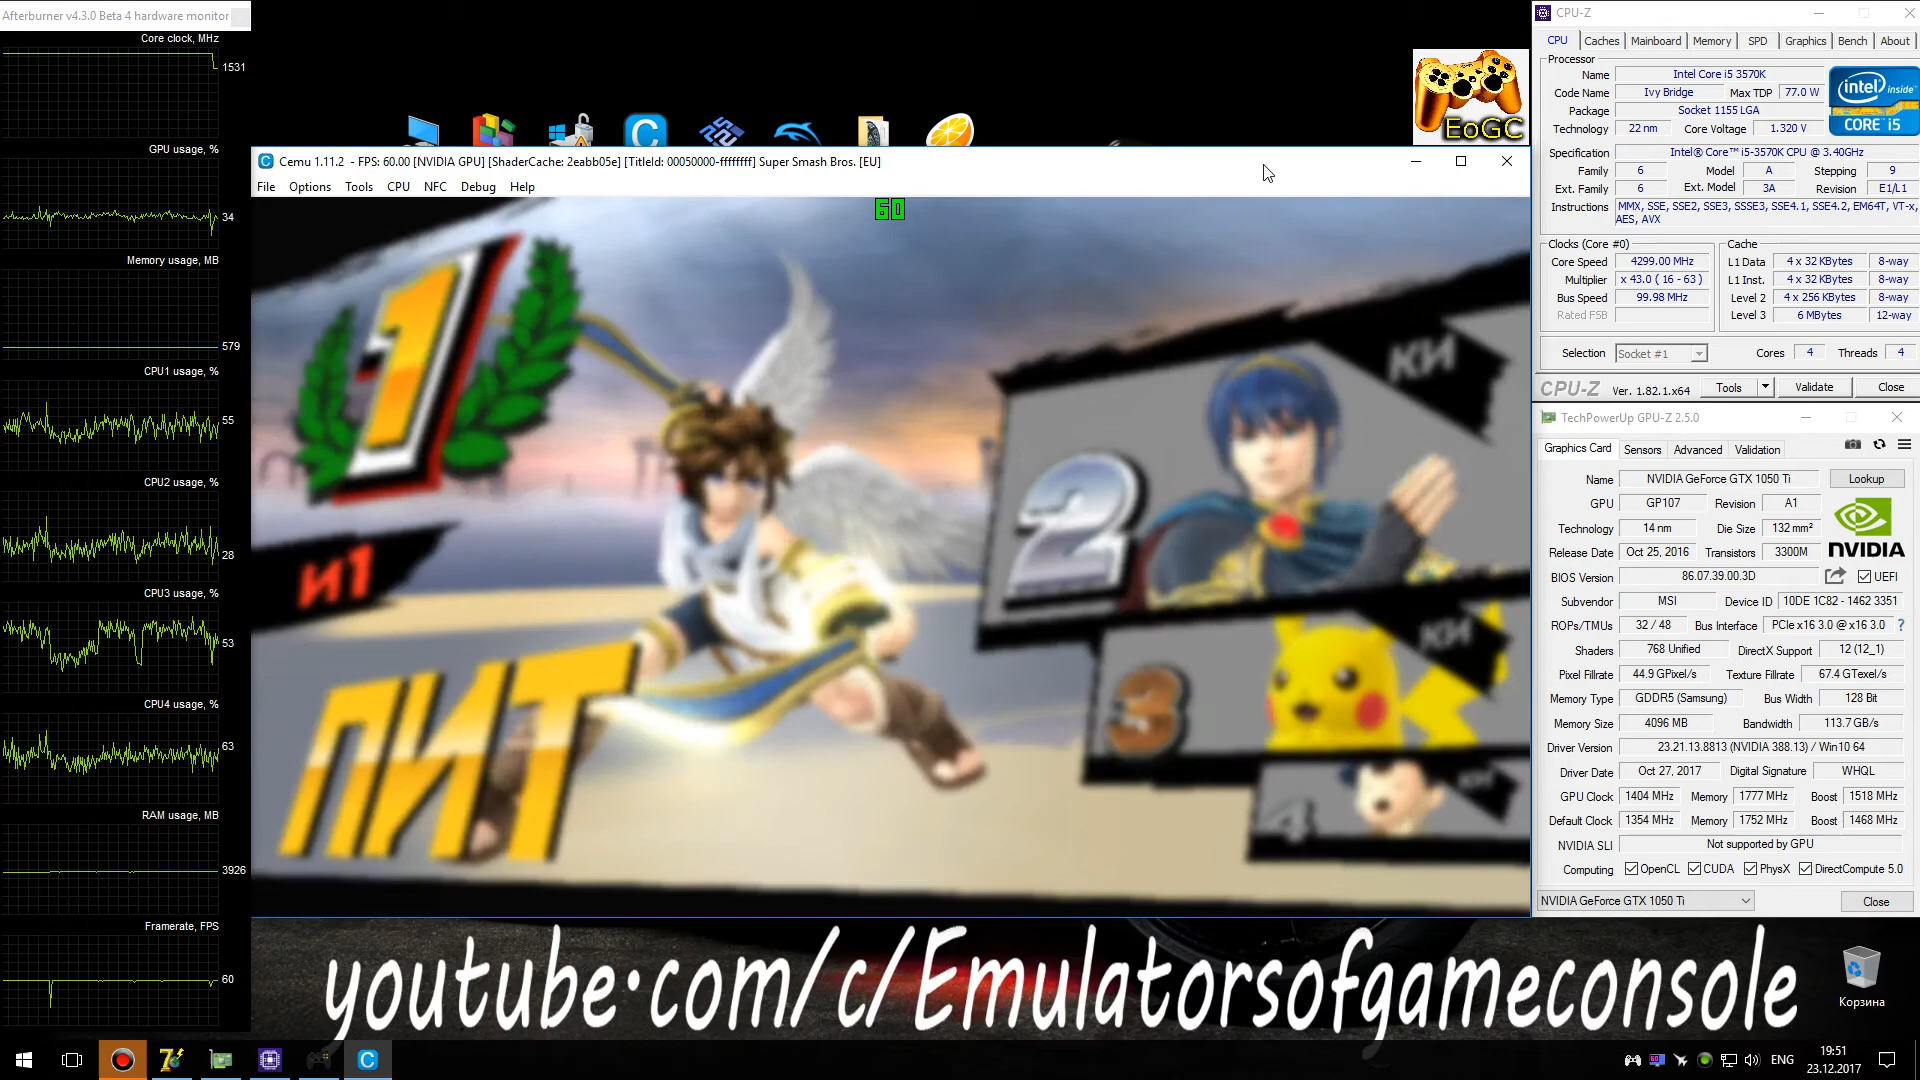 Afterburner v4.3.0 Beta 4 hardware monitor
Core clock, MHz
1531
GPU usage, %
34
Memory usage, MB
579
CPU1 usage, %
55
CPU2 usage, %
28
CPU3 usage, %
53
CPU4 usage, %
63
RAM usage, MB
3926
Framerate, FPS
60
EoGC
Cemu 1.11.2 - FPS: 60.00 [NVIDIA GPU] [ShaderCache: 2eabb05e] [TitleId: 00050000-ffffffff] Super Smash Bros. [EU]
File Options Tools CPU NFC Debug Help
60
1
И1
ПИТ
КИ
2
КИ
3
КИ
4
CPU-Z
CPU Caches Mainboard Memory SPD Graphics Bench About
Processor
Name Intel Core i5 3570K
Code Name Ivy Bridge Max TDP 77.0 W
Package Socket 1155 LGA
Technology 22 nm Core Voltage 1.320 V
intel inside
CORE i5
Specification Intel® Core™ i5-3570K CPU @ 3.40GHz
Family 6 Model A Stepping 9
Ext. Family 6 Ext. Model 3A Revision E1/L1
Instructions MMX, SSE, SSE2, SSE3, SSSE3, SSE4.1, SSE4.2, EM64T, VT-x,
AES, AVX
Clocks (Core #0) Cache
Core Speed 4299.00 MHz L1 Data 4 x 32 KBytes 8-way
Multiplier x 43.0 ( 16 - 63 ) L1 Inst. 4 x 32 KBytes 8-way
Bus Speed 99.98 MHz Level 2 4 x 256 KBytes 8-way
Rated FSB Level 3 6 MBytes 12-way
Selection Socket #1 Cores 4 Threads 4
CPU-Z Ver. 1.82.1.x64 Tools Validate Close
TechPowerUp GPU-Z 2.5.0
Graphics Card Sensors Advanced Validation
Name NVIDIA GeForce GTX 1050 Ti Lookup
GPU GP107 Revision A1
Technology 14 nm Die Size 132 mm²
Release Date Oct 25, 2016 Transistors 3300M
NVIDIA
BIOS Version 86.07.39.00.3D UEFI
Subvendor MSI Device ID 10DE 1C82 - 1462 3351
ROPs/TMUs 32 / 48 Bus Interface PCIe x16 3.0 @ x16 3.0 ?
Shaders 768 Unified DirectX Support 12 (12_1)
Pixel Fillrate 44.9 GPixel/s Texture Fillrate 67.4 GTexel/s
Memory Type GDDR5 (Samsung) Bus Width 128 Bit
Memory Size 4096 MB Bandwidth 113.7 GB/s
Driver Version 23.21.13.8813 (NVIDIA 388.13) / Win10 64
Driver Date Oct 27, 2017 Digital Signature WHQL
GPU Clock 1404 MHz Memory 1777 MHz Boost 1518 MHz
Default Clock 1354 MHz Memory 1752 MHz Boost 1468 MHz
NVIDIA SLI Not supported by GPU
Computing OpenCL CUDA PhysX DirectCompute 5.0
NVIDIA GeForce GTX 1050 Ti Close
youtube.com/c/Emulatorsofgameconsole
Корзина
ENG
19:51
23.12.2017